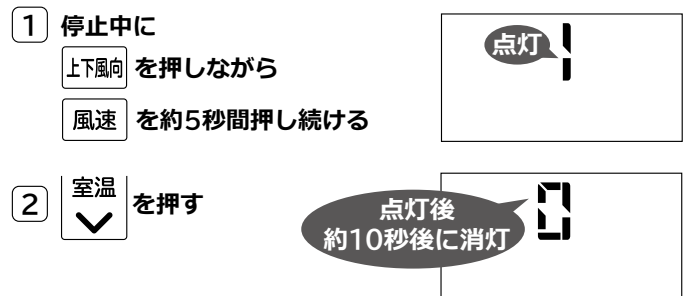 1 停止中に
上下風向 を押しながら
風速 を約5秒間押し続ける
点灯
1
2 室温 を押す
点灯後
約10秒後に消灯
0